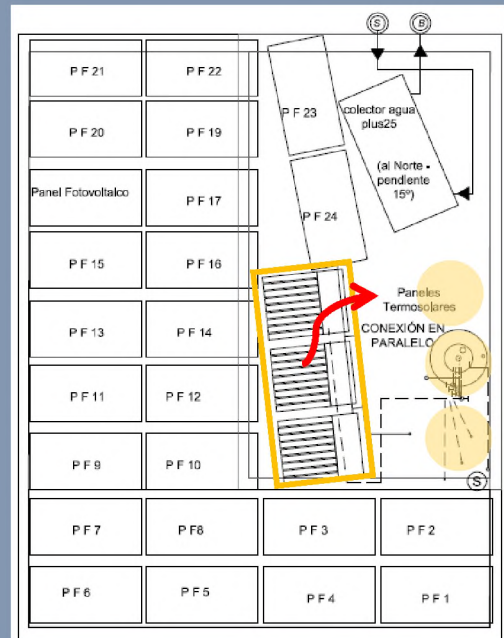 S B
P F 21 P F 22
P F 23
colector agua
plus25
P F 20 P F 19
(al Norte -
pendiente
15º)
Panel Fotovoltalco P F 17
P F 24
P F 15 P F 16
Paneles
Termosolares
CONEXIÓN EN
PARALELO
P F 13 P F 14
P F 11 P F 12
P F 9 P F 10
S
P F 7 P F8 P F 3 P F 2
P F 6 P F 5 P F 4 P F 1